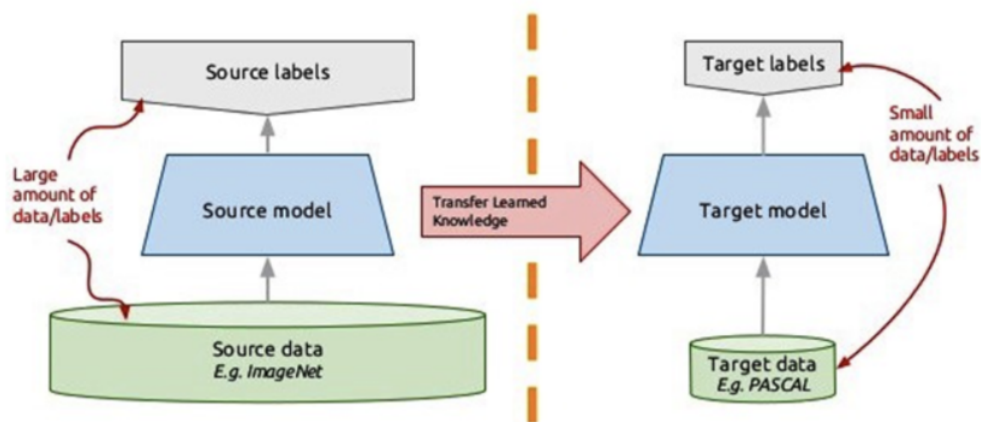 Source labels
Large
amount of
data/labels
Source model
Source data
E.g. ImageNet
Transfer Learned
Knowledge
Target labels
Small
amount of
data/labels
Target model
Target data
E.g. PASCAL